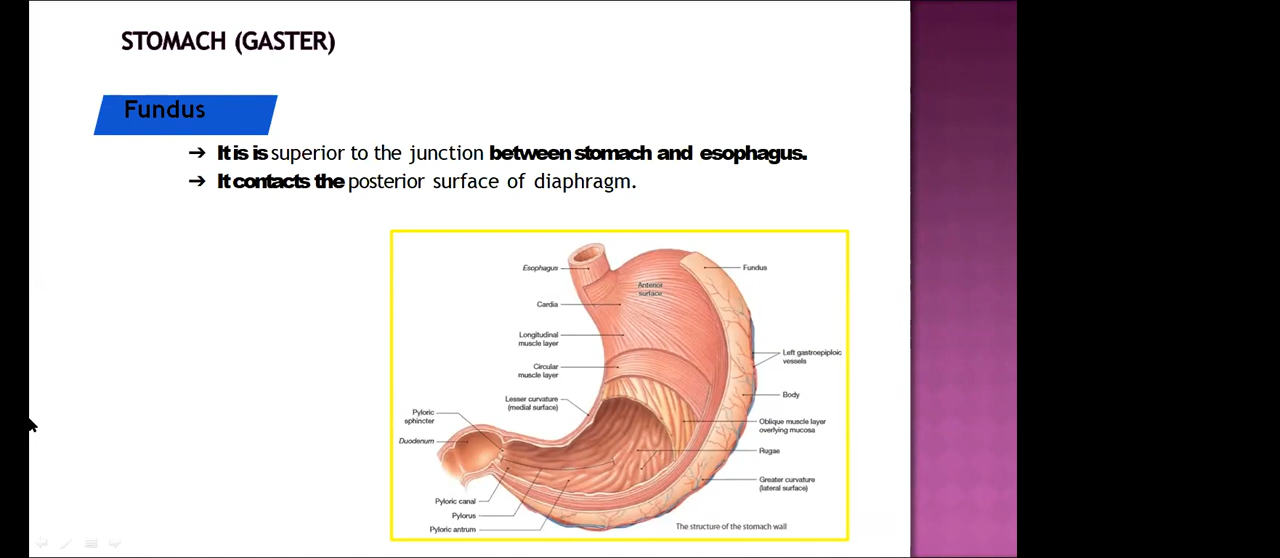 STOMACH (GASTER)
Fundus
➔ It is is superior to the junction between stomach and esophagus.
➔ It contacts the posterior surface of diaphragm.
Esophagus
Fundus
Anterior
surface
Cardia
Longitudinal
muscle layer
Left gastroepiploic
vessels
Circular
muscle layer
Body
Lesser curvature
(medial surface)
Pyloric
sphincter
Oblique muscle layer
overlying mucosa
Duodenum
Rugae
Greater curvature
(lateral surface)
Pyloric canal
Pylorus
Pyloric antrum
The structure of the stomach wall